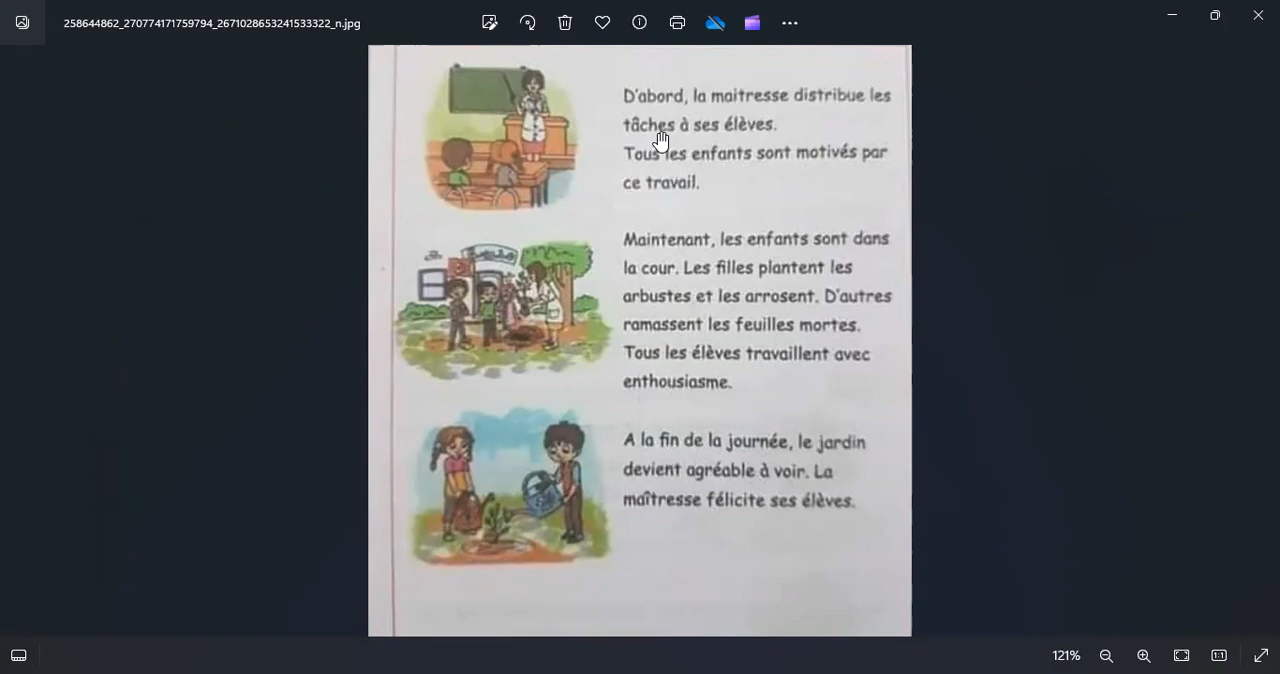 258644862_270774171759794_2671028653241533322_n.jpg
D'abord, la maitresse distribue les
tâches à ses élèves.
Tous les enfants sont motivés par
ce travail.
Maintenant, les enfants sont dans
la cour. Les filles plantent les
arbustes et les arrosent. D'autres
ramassent les feuilles mortes.
Tous les élèves travaillent avec
enthousiasme.
A la fin de la journée, le jardin
devient agréable à voir. La
maîtresse félicite ses élèves.
121%
1:1